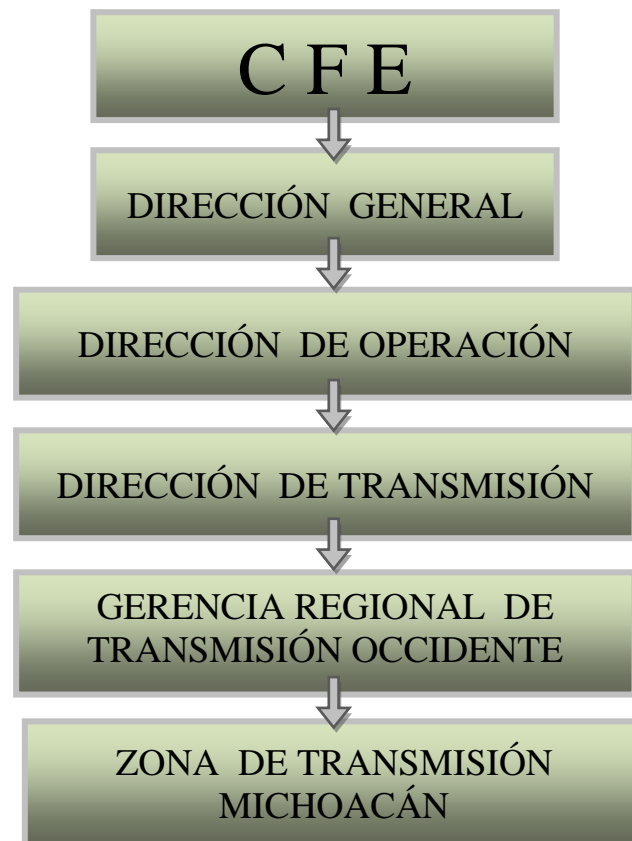 C F E
DIRECCIÓN GENERAL
DIRECCIÓN DE OPERACIÓN
DIRECCIÓN DE TRANSMISIÓN
GERENCIA REGIONAL DE
TRANSMISIÓN OCCIDENTE
ZONA DE TRANSMISIÓN
MICHOACÁN